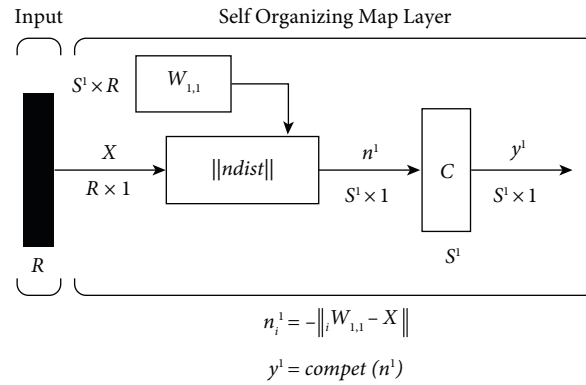 Input
Self Organizing Map Layer
S¹ × R
W₁,₁
X
R × 1
||ndist||
n¹
S¹ × 1
C
y¹
S¹ × 1
R
S¹
nᵢ¹ = –||ᵢW₁,₁ – X||
y¹ = compet (n¹)